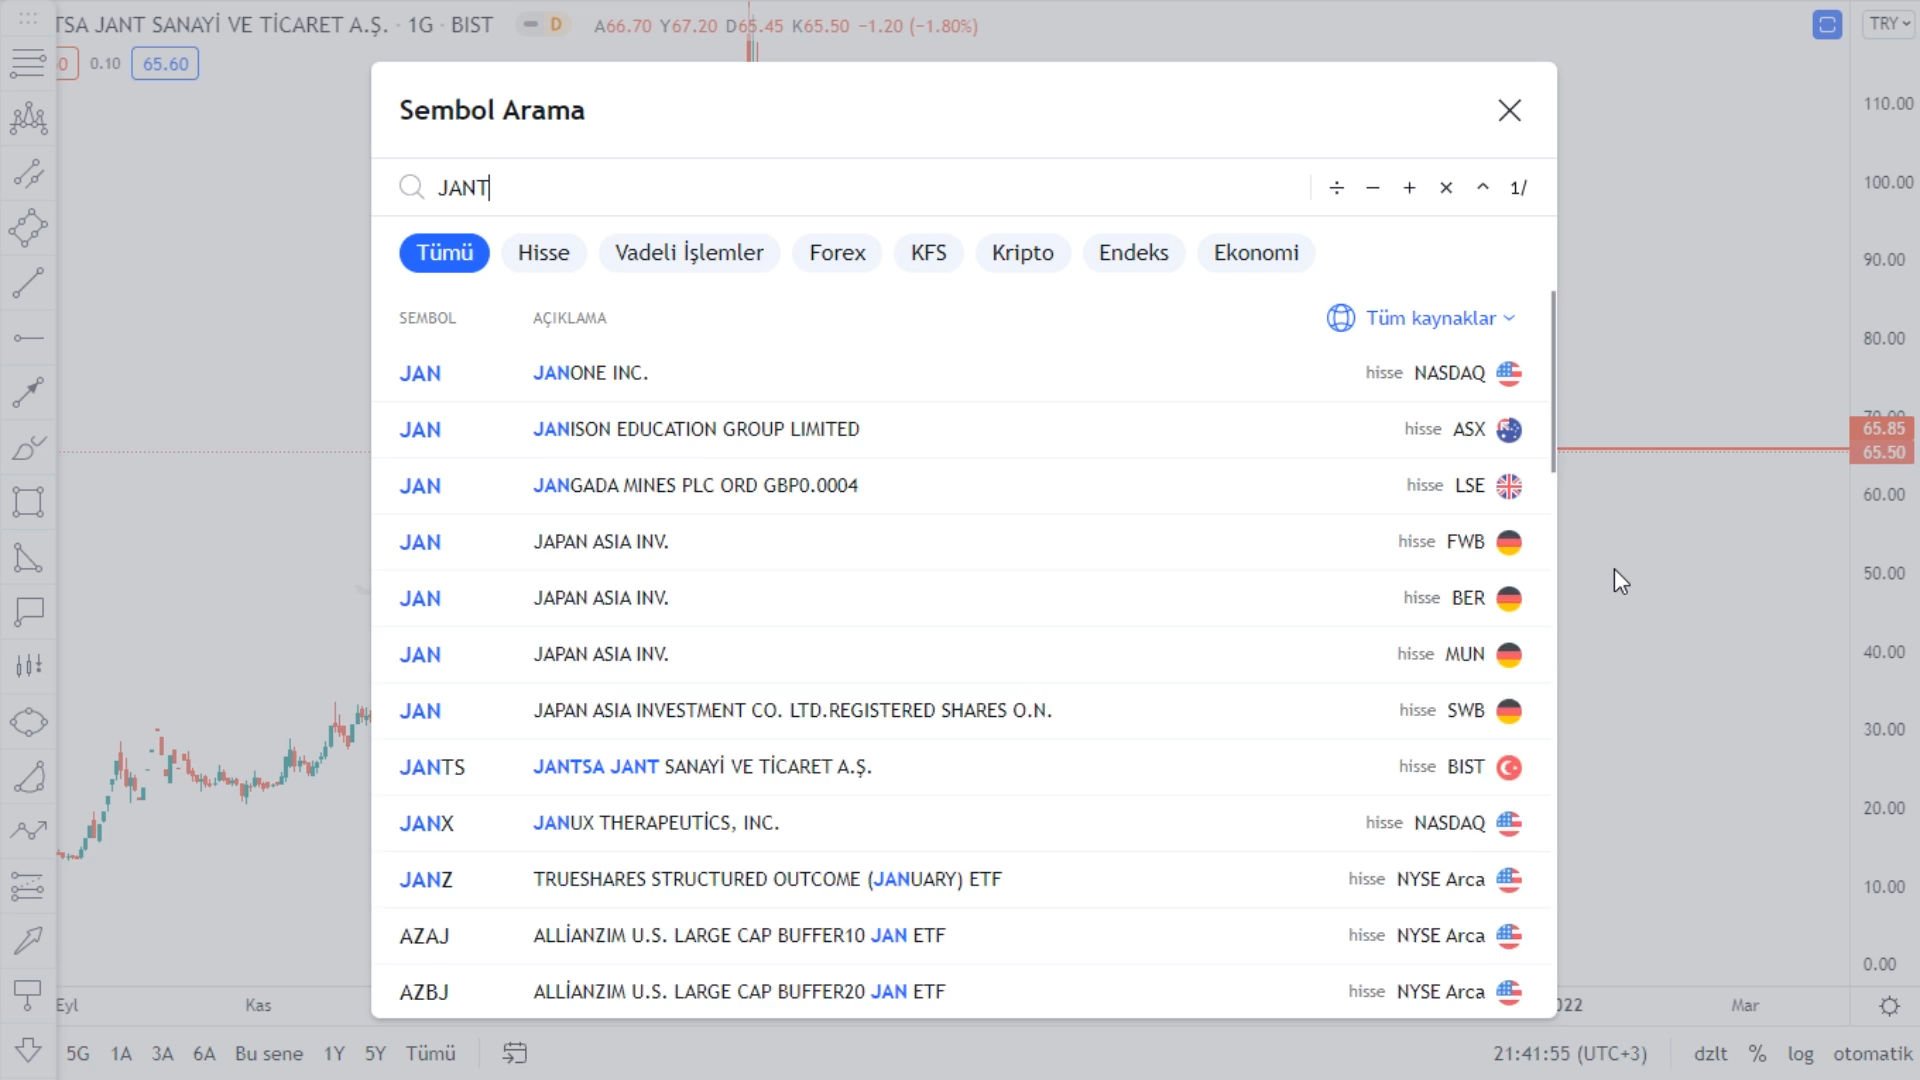 TSA JANT SANAYİ VE TİCARET A.Ş. · 1G · BIST D A66.70 Y67.20 D65.45 K65.50 −1.20 (−1.80%) TRY
0 0.10 65.60
Sembol Arama
JANT ÷ − + × ^ 1/
Tümü Hisse Vadeli İşlemler Forex KFS Kripto Endeks Ekonomi
SEMBOL AÇIKLAMA Tüm kaynaklar
JAN JANONE INC. hisse NASDAQ
JAN JANISON EDUCATION GROUP LIMITED hisse ASX
JAN JANGADA MINES PLC ORD GBP0.0004 hisse LSE
JAN JAPAN ASIA INV. hisse FWB
JAN JAPAN ASIA INV. hisse BER
JAN JAPAN ASIA INV. hisse MUN
JAN JAPAN ASIA INVESTMENT CO. LTD.REGISTERED SHARES O.N. hisse SWB
JANTS JANTSA JANT SANAYİ VE TİCARET A.Ş. hisse BIST
JANX JANUX THERAPEUTİCS, INC. hisse NASDAQ
JANZ TRUESHARES STRUCTURED OUTCOME (JANUARY) ETF hisse NYSE Arca
AZAJ ALLİANZIM U.S. LARGE CAP BUFFER10 JAN ETF hisse NYSE Arca
AZBJ ALLİANZIM U.S. LARGE CAP BUFFER20 JAN ETF hisse NYSE Arca
110.00
100.00
90.00
80.00
70.00
65.85
65.50
60.00
50.00
40.00
30.00
20.00
10.00
0.00
Eyl Kas 022 Mar
5G 1A 3A 6A Bu sene 1Y 5Y Tümü 21:41:55 (UTC+3) dzlt % log otomatik